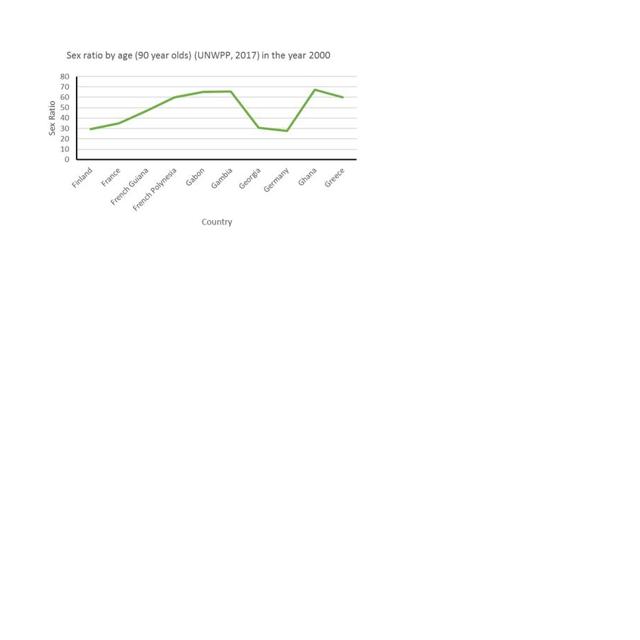 Sex ratio by age (90 year olds) (UNWPP, 2017) in the year 2000
80
70
60
50
40
30
20
10
0
Sex Ratio
Finland
France
French Guiana
French Polynesia
Gabon
Gambia
Georgia
Germany
Ghana
Greece
Country